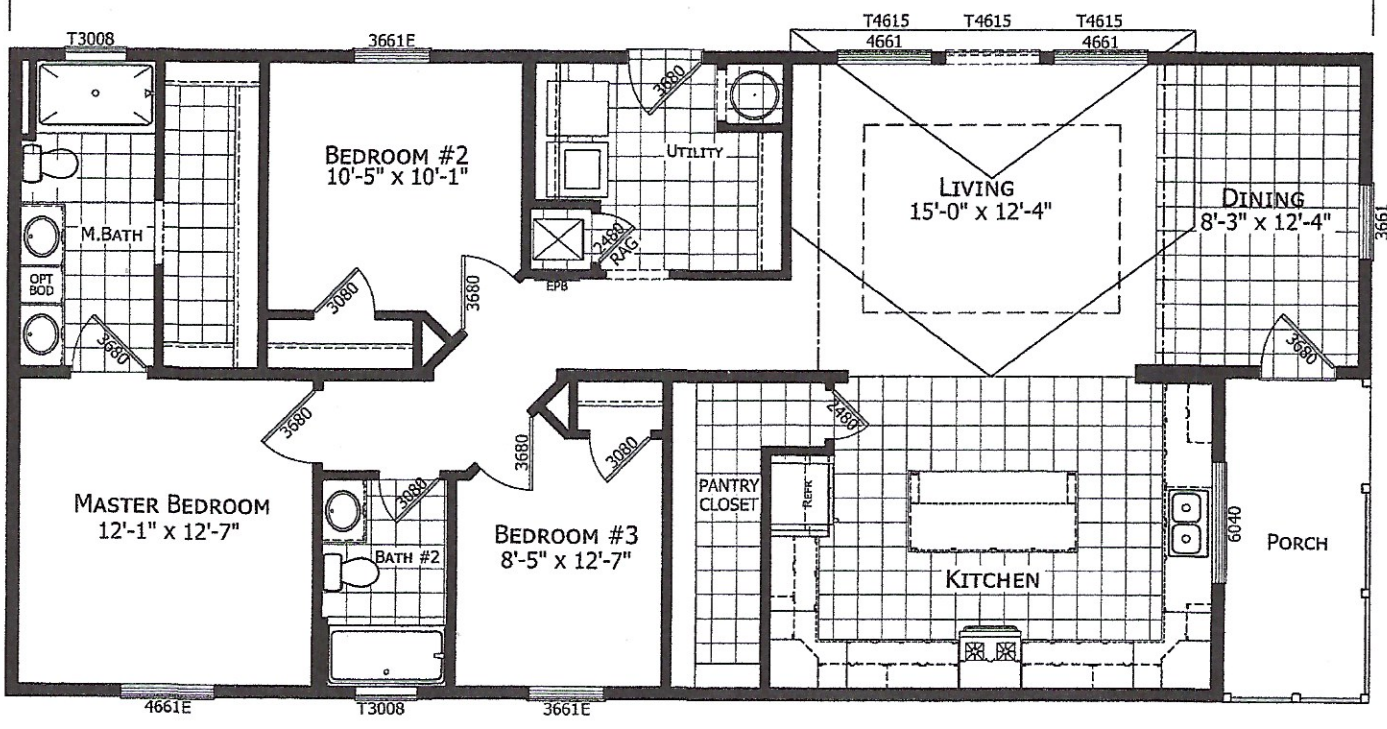 T4615 T4615 T4615
T3008 3661E 4661 4661
3680
BEDROOM #2
10'-5" x 10'-1"
UTILITY
LIVING
15'-0" x 12'-4"
DINING
8'-3" x 12'-4"
3661
M.BATH
2480
RAG
OPT
BOD
EPB
3080
3680
3680
3680
3680
2480
3680
3080
3080
MASTER BEDROOM
12'-1" x 12'-7"
PANTRY
CLOSET
REFR
BATH #2
BEDROOM #3
8'-5" x 12'-7"
6040
PORCH
KITCHEN
4661E
T3008
3661E